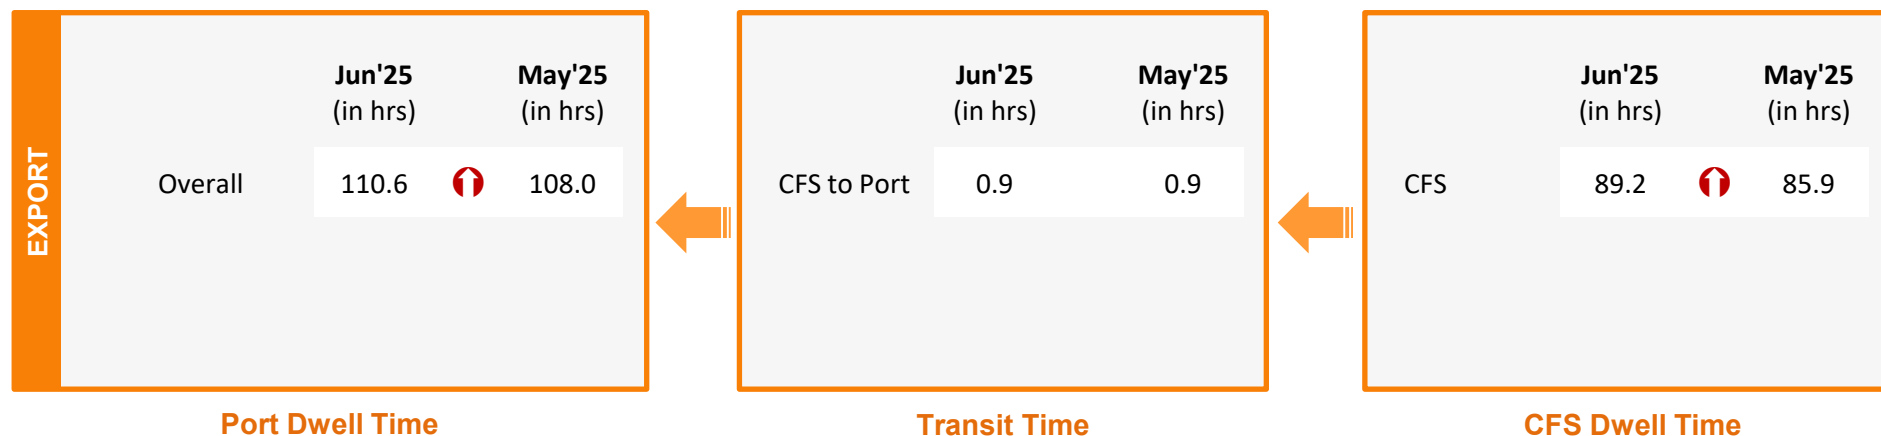 EXPORT
Jun'25 May'25
(in hrs) (in hrs)
Overall 110.6 108.0
Port Dwell Time
Jun'25 May'25
(in hrs) (in hrs)
CFS to Port 0.9 0.9
Transit Time
Jun'25 May'25
(in hrs) (in hrs)
CFS 89.2 85.9
CFS Dwell Time